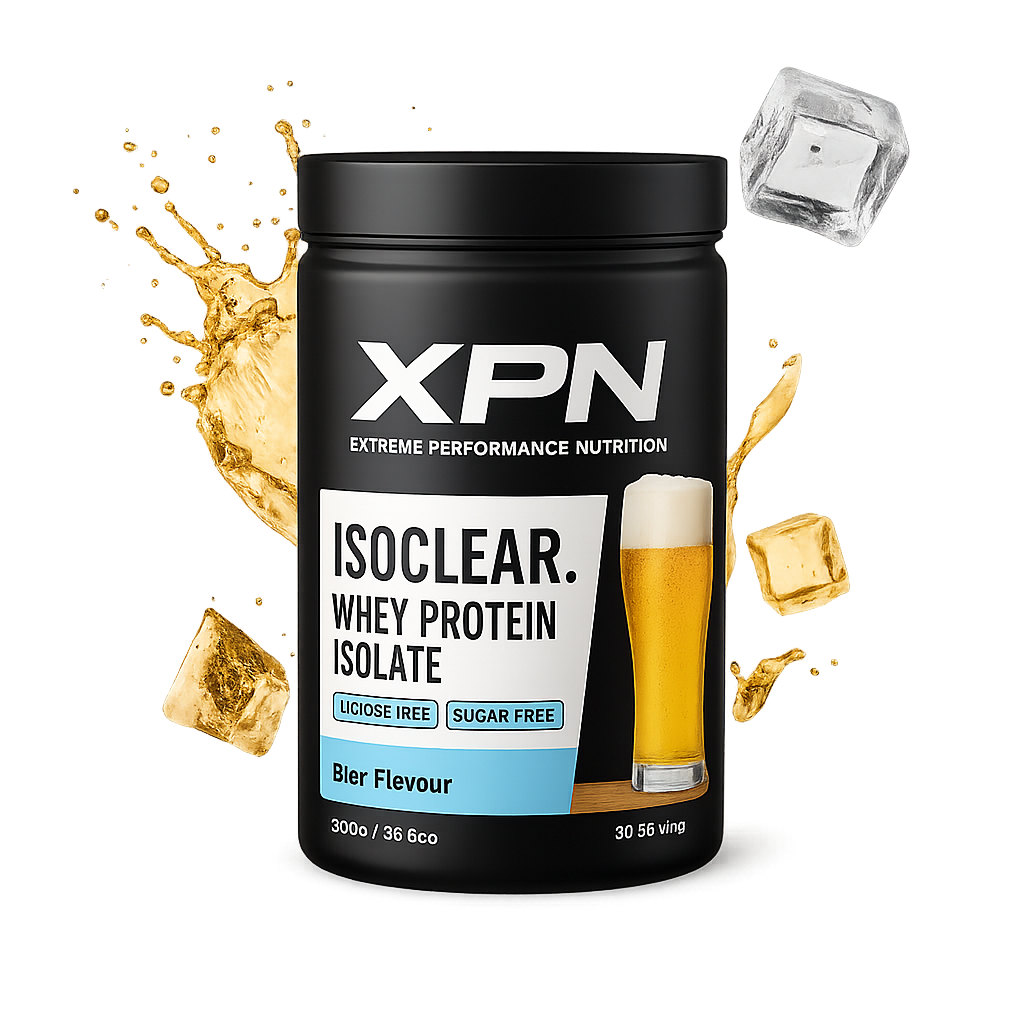 XPN
EXTREME PERFORMANCE NUTRITION
ISOCLEAR.
WHEY PROTEIN
ISOLATE
LICIOSE IREE SUGAR FREE
Bler Flevour
300o / 36 6co 30 56 ving